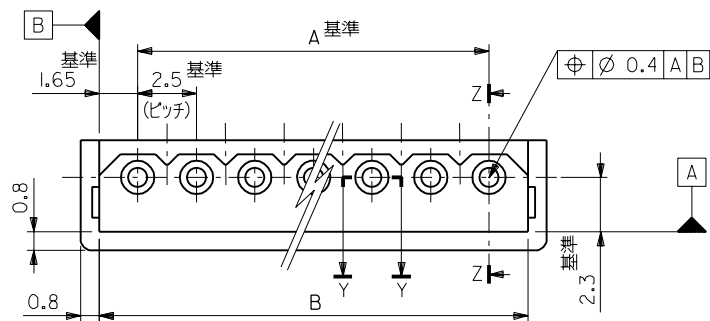 B
A 基準
基準
1.65
2.5 基準
(ピッチ)
⌖ Ø 0.4 A B
Z
A
0.8
基準
2.3
Z
Y Y
0.8
B